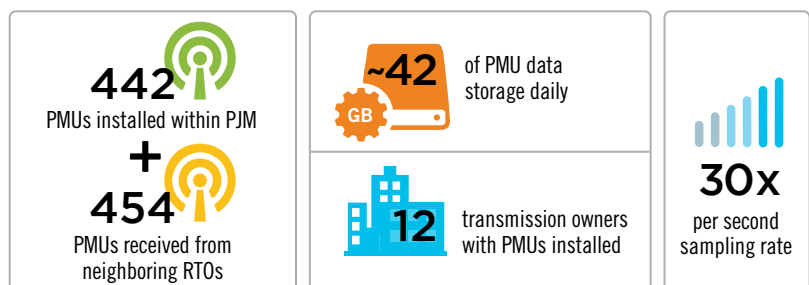 442
PMUs installed within PJM
+
454
PMUs received from
neighboring RTOs
~42
GB
of PMU data
storage daily
12
transmission owners
with PMUs installed
30x
per second
sampling rate